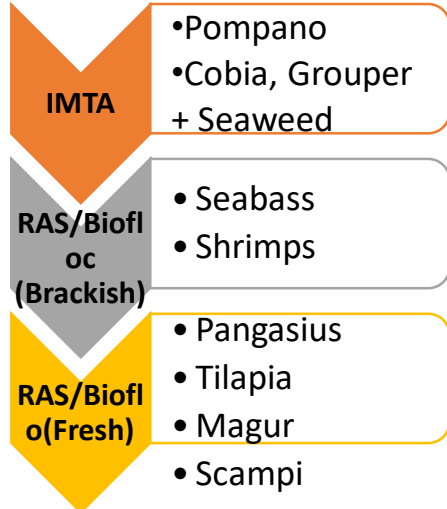 IMTA
•Pompano
•Cobia, Grouper
+ Seaweed
RAS/Biofl
oc
(Brackish)
• Seabass
• Shrimps
RAS/Biofl
o(Fresh)
• Pangasius
• Tilapia
• Magur
• Scampi